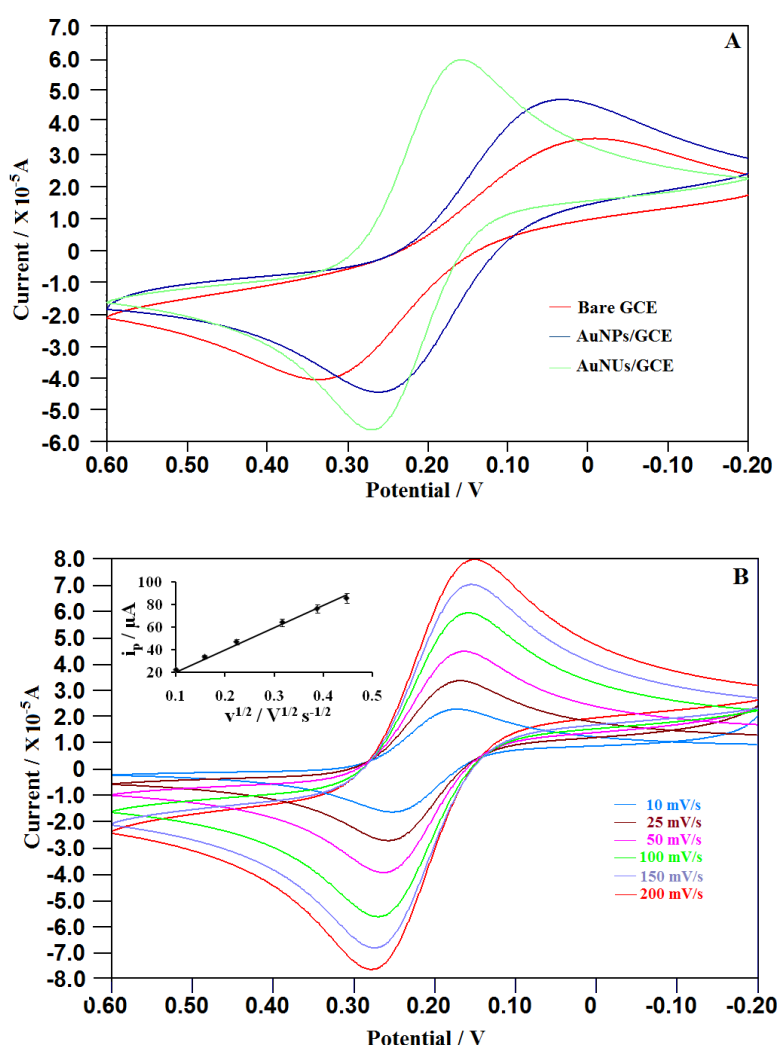 A
7.0
6.0
5.0
4.0
3.0
2.0
1.0
0
-1.0
-2.0
-3.0
-4.0
-5.0
-6.0
Current / X10⁻⁵A
Bare GCE
AuNPs/GCE
AuNUs/GCE
0.60 0.50 0.40 0.30 0.20 0.10 0 -0.10 -0.20
Potential / V
B
8.0
7.0
6.0
5.0
4.0
3.0
2.0
1.0
0
-1.0
-2.0
-3.0
-4.0
-5.0
-6.0
-7.0
-8.0
Current / X10⁻⁵A
100
80
60
40
20
iₚ / µA
0.1 0.2 0.3 0.4 0.5
v¹ᐟ² / V¹ᐟ² s⁻¹ᐟ²
10 mV/s
25 mV/s
50 mV/s
100 mV/s
150 mV/s
200 mV/s
0.60 0.50 0.40 0.30 0.20 0.10 0 -0.10 -0.20
Potential / V